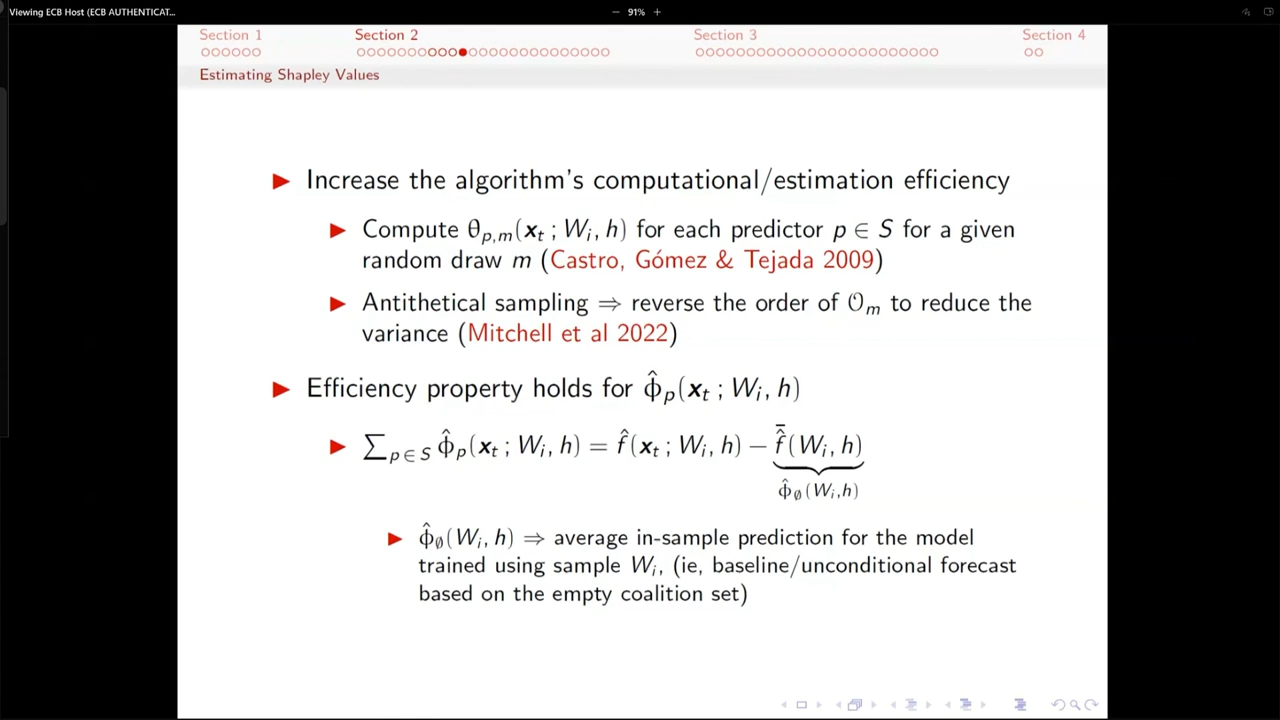 Viewing ECB Host (ECB AUTHENTICAT...
− 91% +
Section 1 Section 2 Section 3 Section 4
Estimating Shapley Values
Increase the algorithm's computational/estimation efficiency
Compute θ_{p,m}(x_t ; W_i, h) for each predictor p ∈ S for a given
random draw m (Castro, Gómez & Tejada 2009)
Antithetical sampling ⇒ reverse the order of 𝒪_m to reduce the
variance (Mitchell et al 2022)
Efficiency property holds for ϕ̂_p(x_t ; W_i, h)
∑_{p∈S} ϕ̂_p(x_t ; W_i, h) = f̂(x_t ; W_i, h) − f̂̄(W_i, h)
ϕ̂_∅(W_i,h)
ϕ̂_∅(W_i, h) ⇒ average in-sample prediction for the model
trained using sample W_i, (ie, baseline/unconditional forecast
based on the empty coalition set)